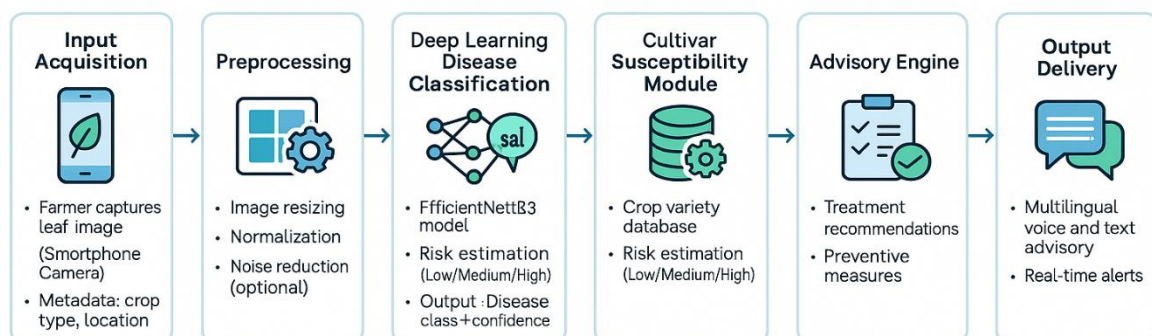 Input
Acquisition
• Farmer captures
leaf image
(Smortphone
Camera)
• Metadata: crop
type, location
Preprocessing
• Image resizing
• Normalization
• Noise reduction
(optional)
Deep Learning
Disease
Classification
sal
• FfficientNettß3
model
• Risk estimation
(Low/Medium/High)
• Output :Disease
class+confidence
Cultivar
Susceptibility
Module
• Crop variety
database
• Risk estimation
(Low/Medium/High)
Advisory Engine
• Treatment
recommendations
• Preventive
measures
Output
Delivery
• Multilingual
voice and text
advisory
• Real-time alerts